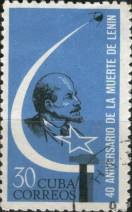 40 ANIVERSARIO DE LA MUERTE DE LENIN
30 CUBA
CORREOS